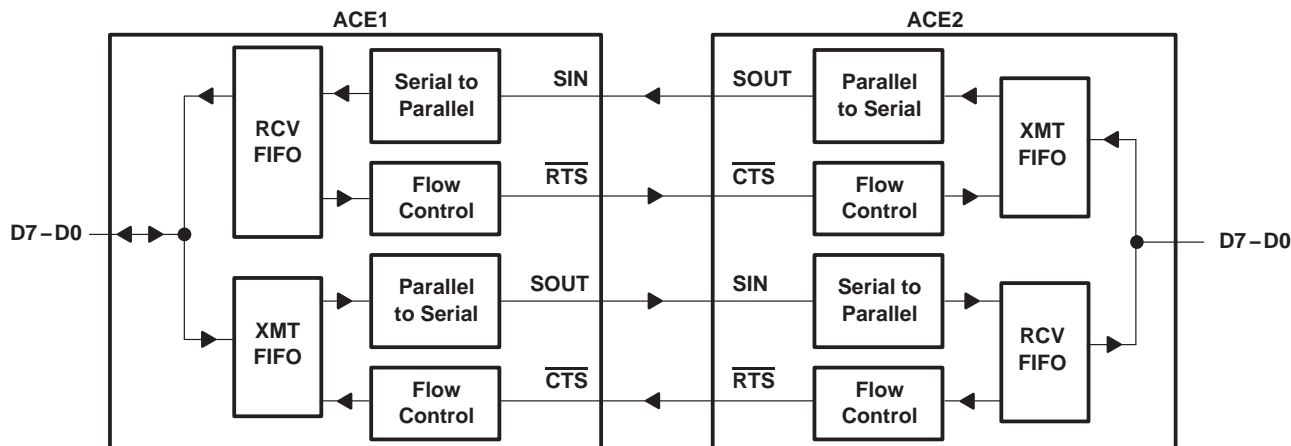 ACE1
ACE2
Serial to
Parallel
SIN
SOUT
Parallel
to Serial
RCV
FIFO
XMT
FIFO
Flow
Control
RTS
CTS
Flow
Control
D7–D0
D7–D0
Parallel
to Serial
SOUT
SIN
Serial to
Parallel
XMT
FIFO
RCV
FIFO
Flow
Control
CTS
RTS
Flow
Control